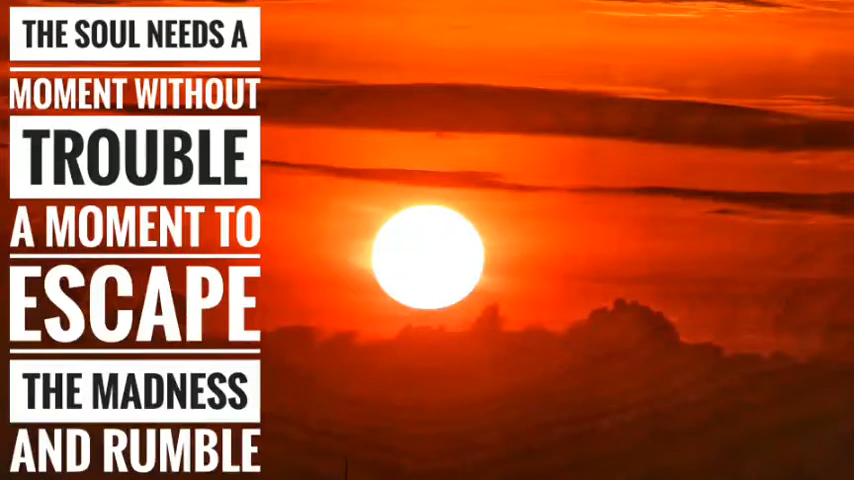 THE SOUL NEEDS A
MOMENT WITHOUT
TROUBLE
A MOMENT TO
ESCAPE
THE MADNESS
AND RUMBLE